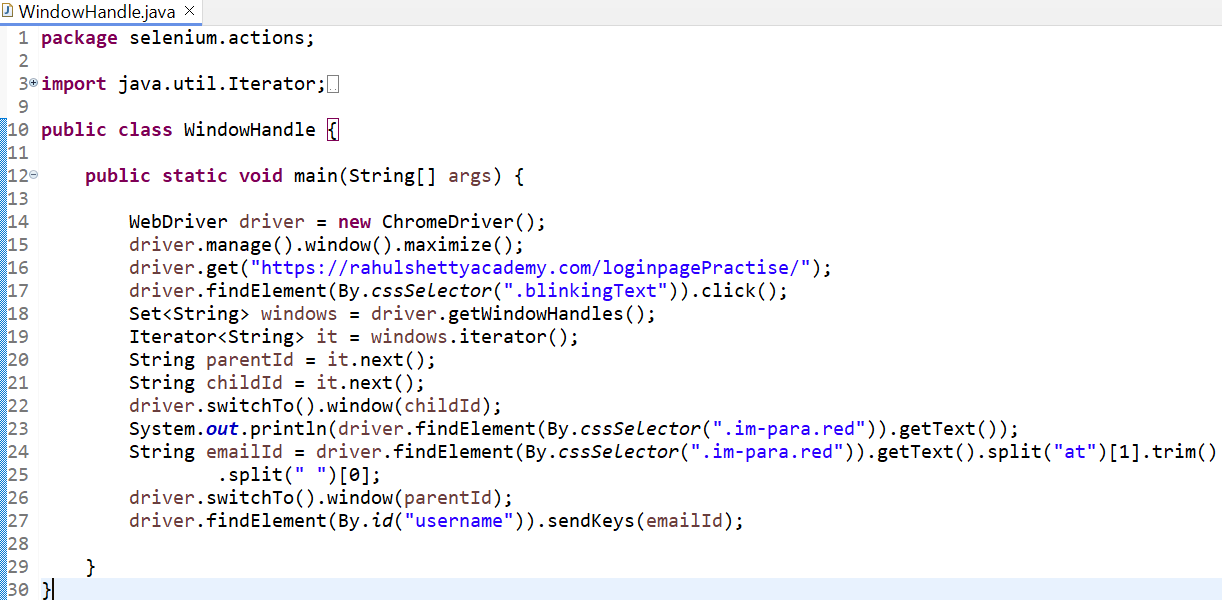 WindowHandle.java ×
1 package selenium.actions;
2
3 import java.util.Iterator;
9
10 public class WindowHandle {
11
12     public static void main(String[] args) {
13
14         WebDriver driver = new ChromeDriver();
15         driver.manage().window().maximize();
16         driver.get("https://rahulshettyacademy.com/loginpagePractise/");
17         driver.findElement(By.cssSelector(".blinkingText")).click();
18         Set<String> windows = driver.getWindowHandles();
19         Iterator<String> it = windows.iterator();
20         String parentId = it.next();
21         String childId = it.next();
22         driver.switchTo().window(childId);
23         System.out.println(driver.findElement(By.cssSelector(".im-para.red")).getText());
24         String emailId = driver.findElement(By.cssSelector(".im-para.red")).getText().split("at")[1].trim()
25                 .split(" ")[0];
26         driver.switchTo().window(parentId);
27         driver.findElement(By.id("username")).sendKeys(emailId);
28
29     }
30 }